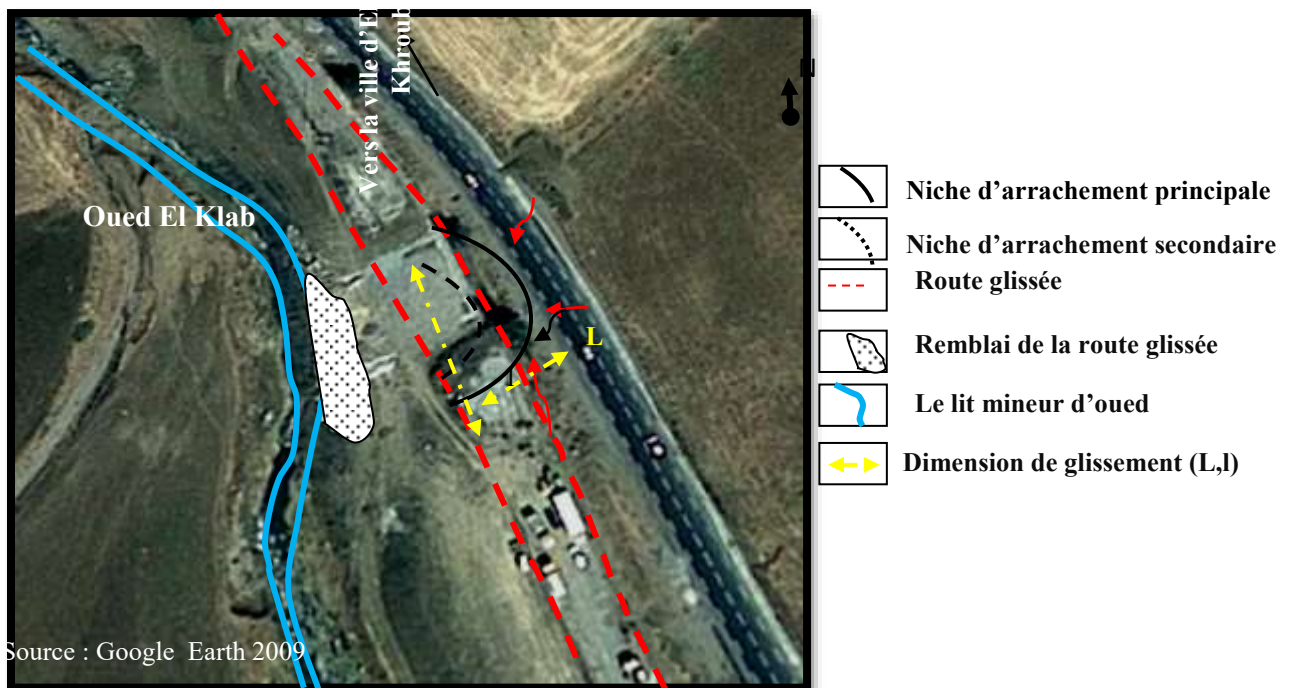 Vers la ville d'E
Khroub
N
Oued El Klab
L
l
Source : Google Earth 2009
Niche d'arrachement principale
Niche d'arrachement secondaire
Route glissée
Remblai de la route glissée
Le lit mineur d'oued
Dimension de glissement (L,l)